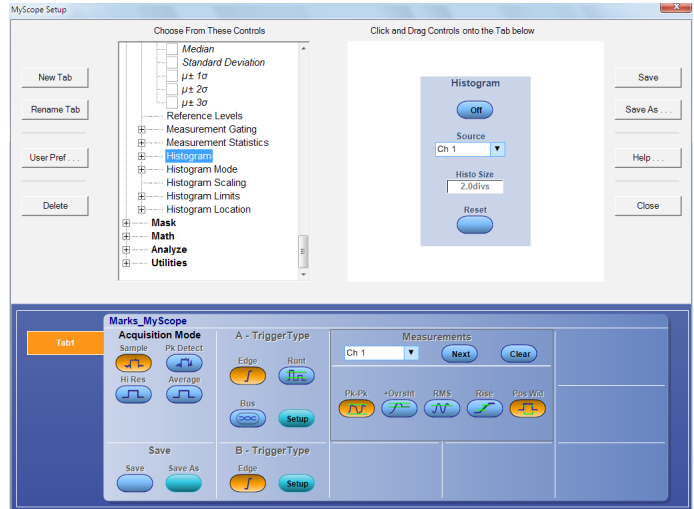 MyScope Setup
Choose From These Controls
Click and Drag Controls onto the Tab below
New Tab
Rename Tab
User Pref . . .
Delete
Median
Standard Deviation
μ± 1σ
μ± 2σ
μ± 3σ
Reference Levels
Measurement Gating
Measurement Statistics
Histogram
Histogram Mode
Histogram Scaling
Histogram Limits
Histogram Location
Mask
Math
Analyze
Utilities
Histogram
Off
Source
Ch 1
Histo Size
2.0divs
Reset
Save
Save As . . .
Help . . .
Close
Tab1
Marks_MyScope
Acquisition Mode
Sample Pk Detect
Hi Res Average
Save
Save Save As
A - TriggerType
Edge Runt
Bus
Setup
B - TriggerType
Edge
Setup
Measurements
Ch 1 Next Clear
Pk-Pk +Ovrsht RMS Rise Pos Wid